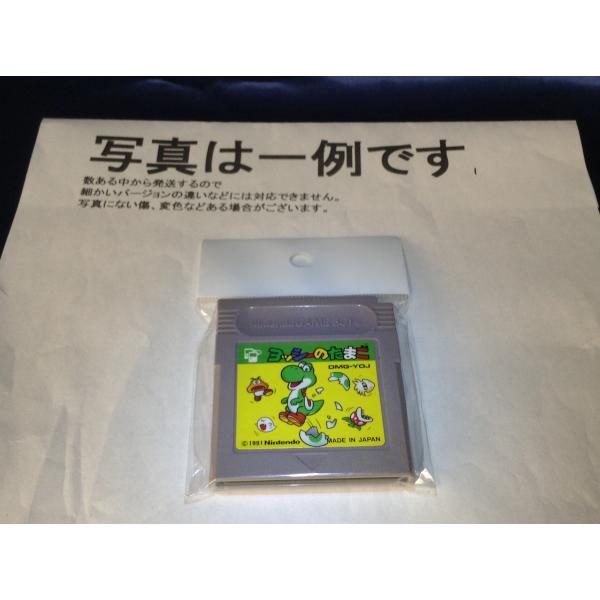 写真は一例です
数ある中から発送するので
細かいバージョンの違いなどには対応できません。
写真にない傷、変色などある場合がございます。
Nintendo GAME BOY
ヨッシーのたまご
DMG-YOJ
©1991 Nintendo MADE IN JAPAN